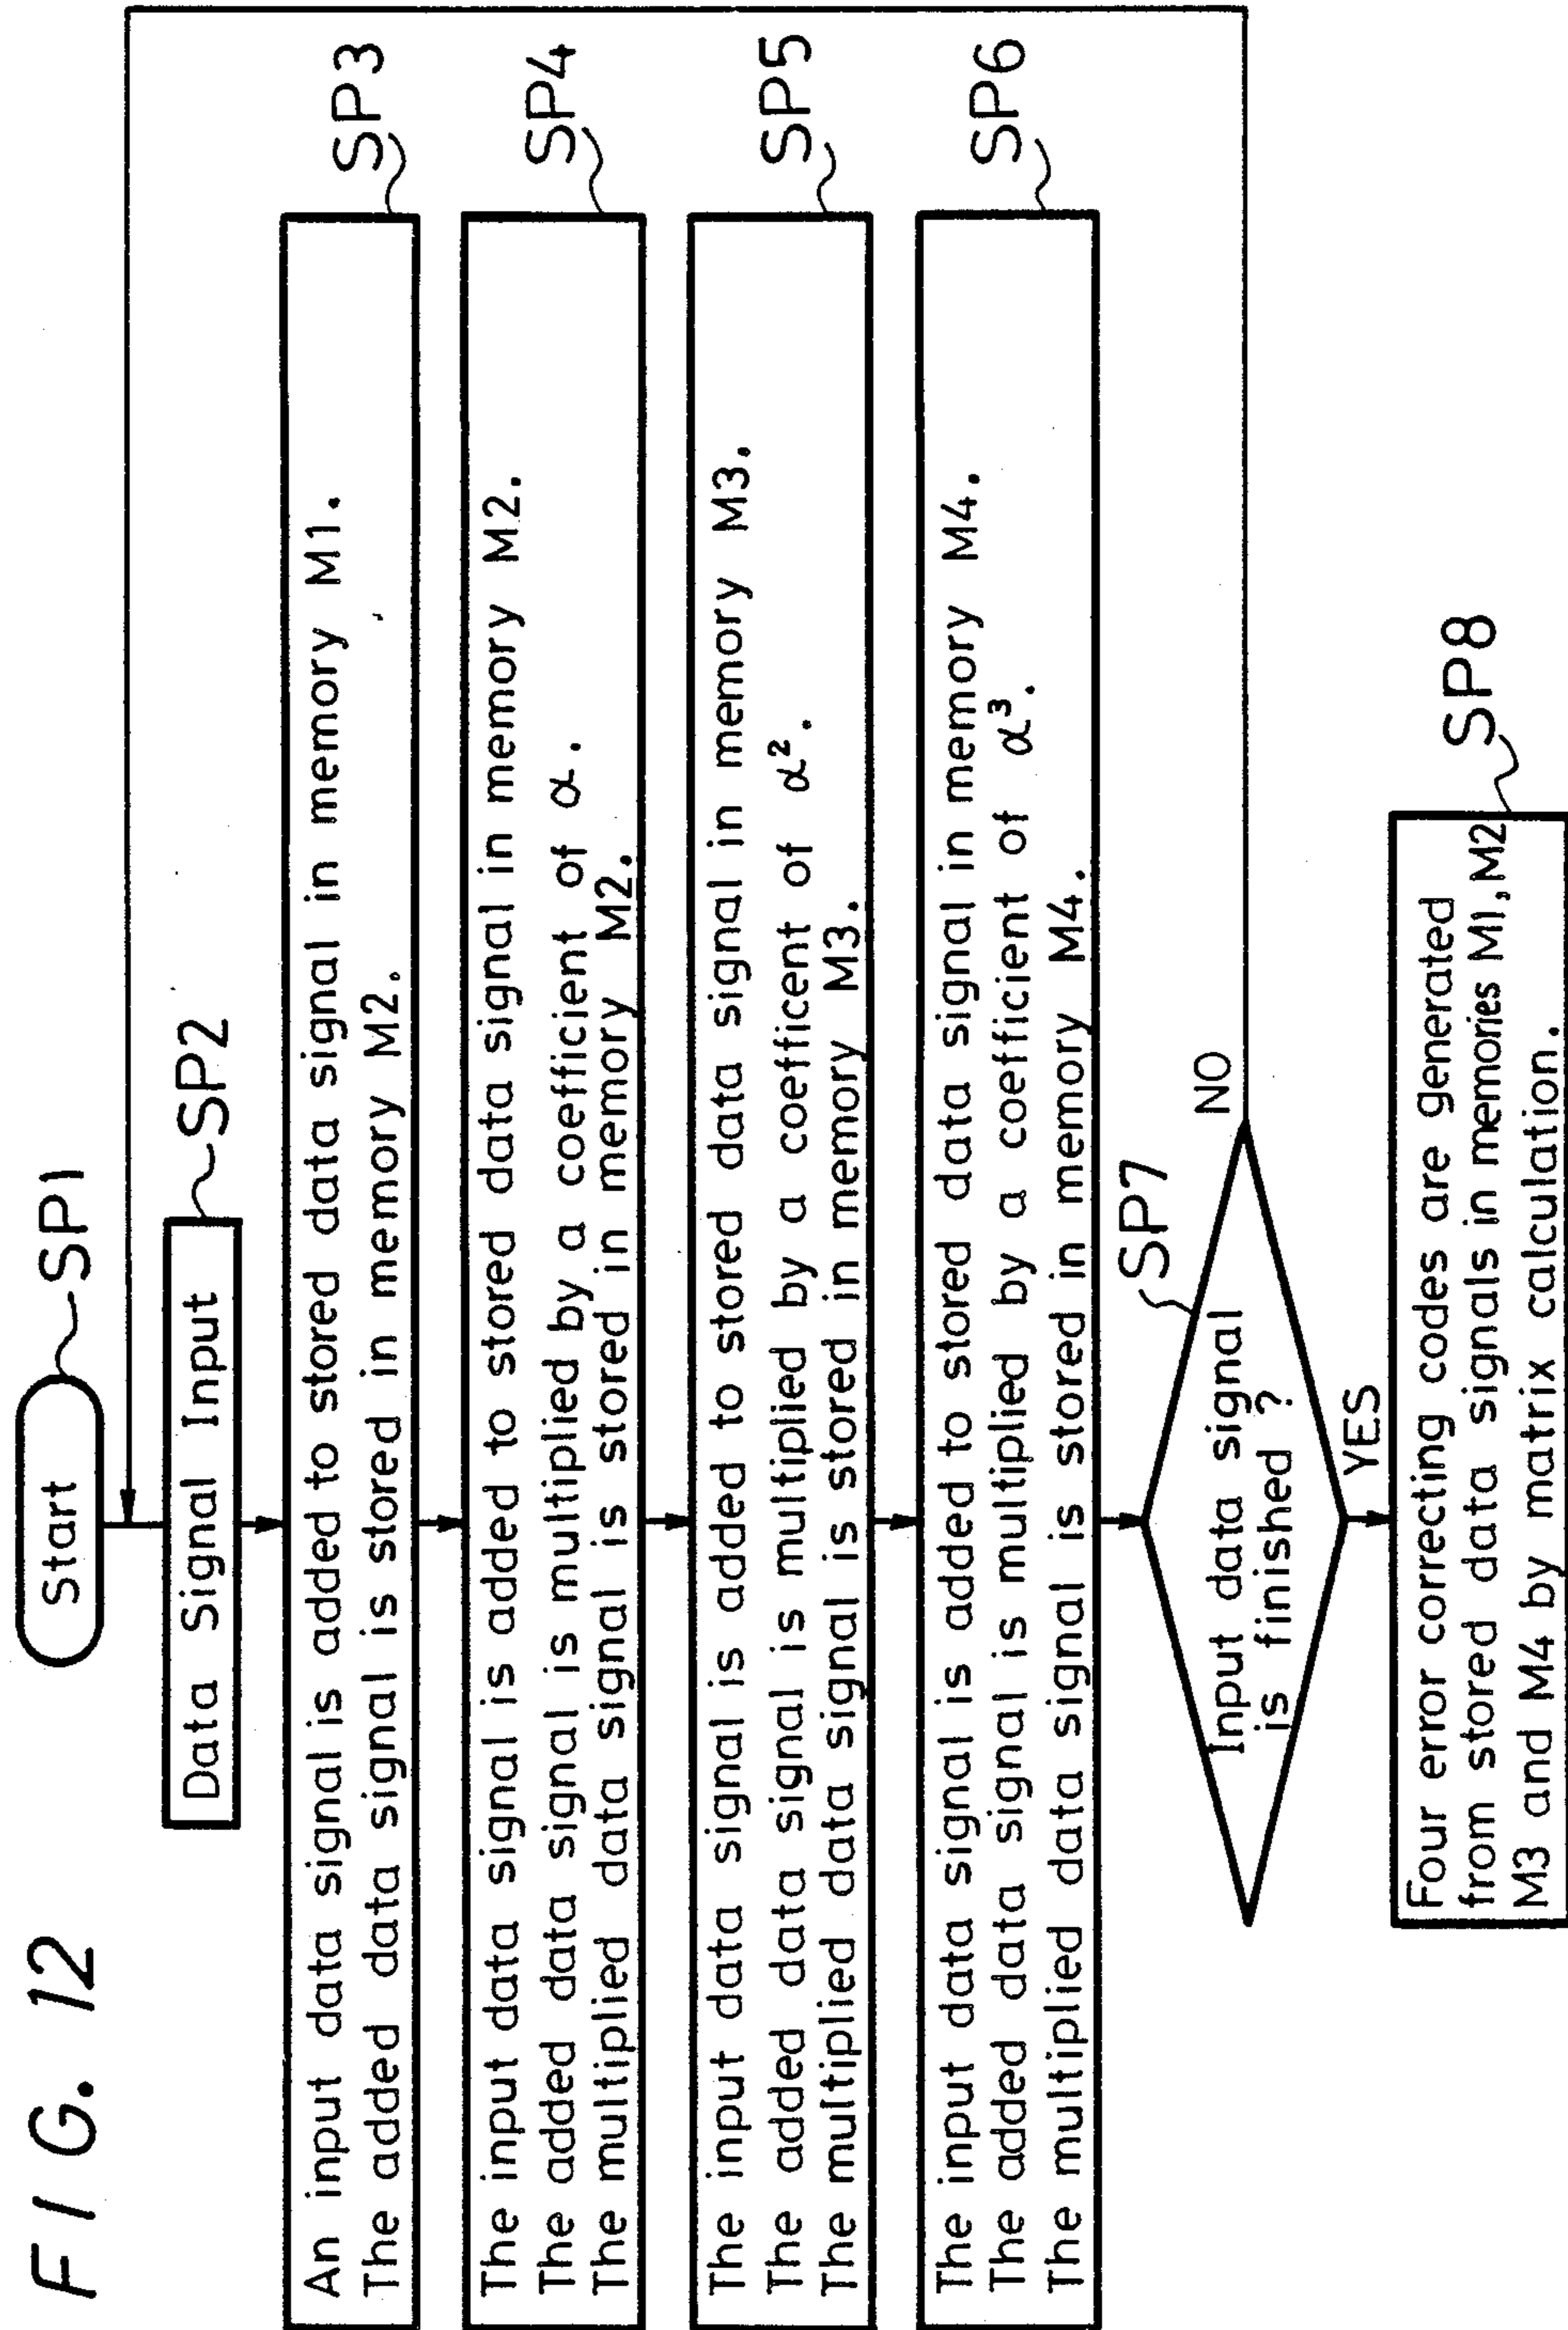 FIG. 12
Start
SP1
Data Signal Input
SP2
An input data signal is added to stored data signal in memory M1.
The added data signal is stored in memory M2.
SP3
The input data signal is added to stored data signal in memory M2.
The added data signal is multiplied by a coefficient of α.
The multiplied data signal is stored in memory M2.
SP4
The input data signal is added to stored data signal in memory M3.
The added data signal is multiplied by a coefficent of α².
The multiplied data signal is stored in memory M3.
SP5
The input data signal is added to stored data signal in memory M4.
The added data signal is multiplied by a coefficient of α³.
The multiplied data signal is stored in memory M4.
SP6
Input data signal
is finished ?
SP7
NO
YES
Four error correcting codes are generated
from stored data signals in memories M1, M2
M3 and M4 by matrix calculation.
SP8